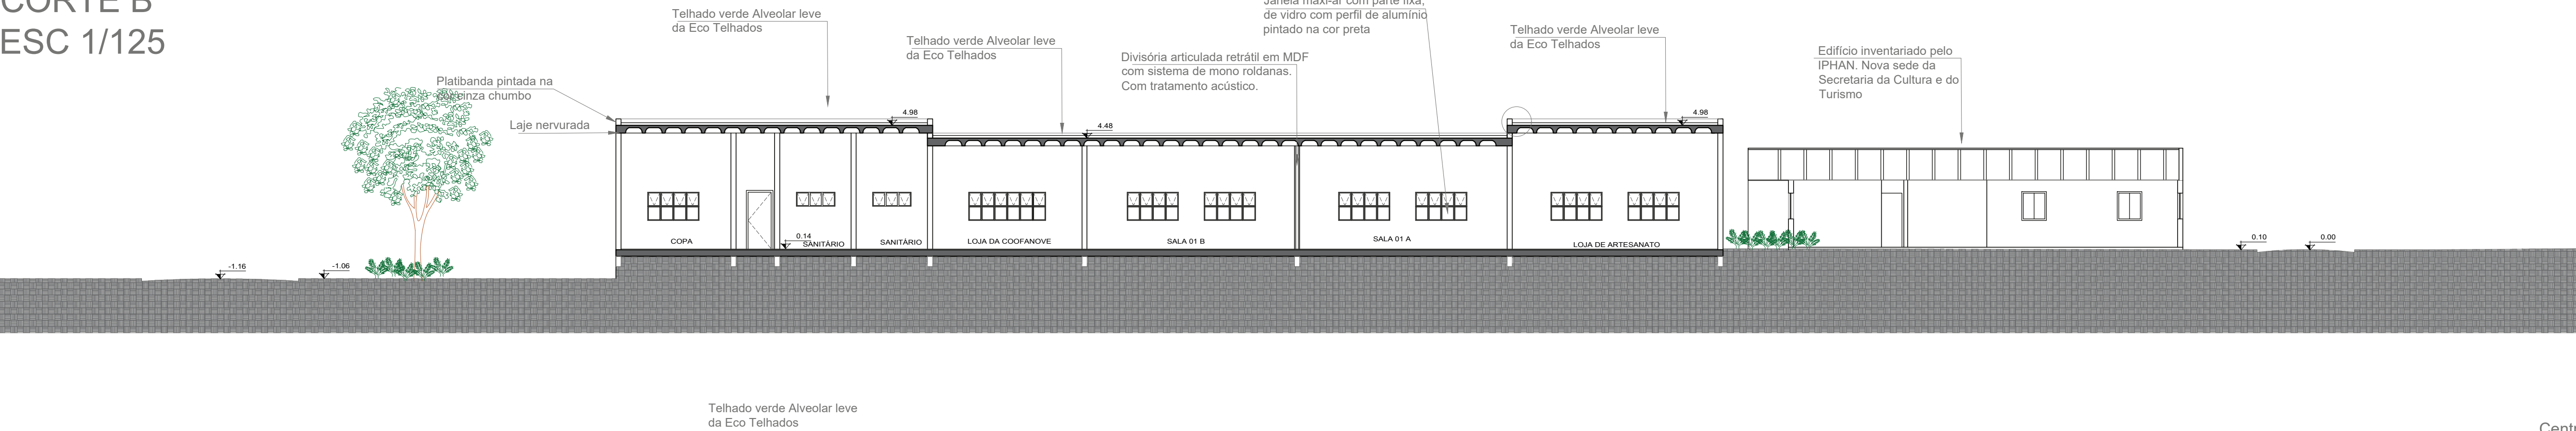 CORTE B
ESC 1/125
Telhado verde Alveolar leve
da Eco Telhados
Telhado verde Alveolar leve
da Eco Telhados
Janela maxi-ar com parte fixa,
de vidro com perfil de alumínio
pintado na cor preta
Divisória articulada retrátil em MDF
com sistema de mono roldanas.
Com tratamento acústico.
Telhado verde Alveolar leve
da Eco Telhados
Edifício inventariado pelo
IPHAN. Nova sede da
Secretaria da Cultura e do
Turismo
Platibanda pintada na
cor cinza chumbo
Laje nervurada
4.98
4.48
4.98
COPA
0.14
SANITÁRIO
SANITÁRIO
LOJA DA COOFANOVE
SALA 01 B
SALA 01 A
LOJA DE ARTESANATO
-1.16
-1.06
0.10
0.00
Telhado verde Alveolar leve
da Eco Telhados